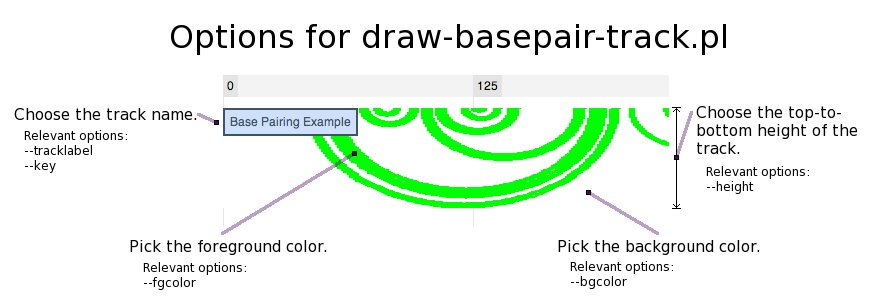 Options for draw-basepair-track.pl
0
125
Choose the track name.
Relevant options:
--tracklabel
--key
Base Pairing Example
Choose the top-to-
bottom height of the
track.
Relevant options:
--height
Pick the foreground color.
Relevant options:
--fgcolor
Pick the background color.
Relevant options:
--bgcolor